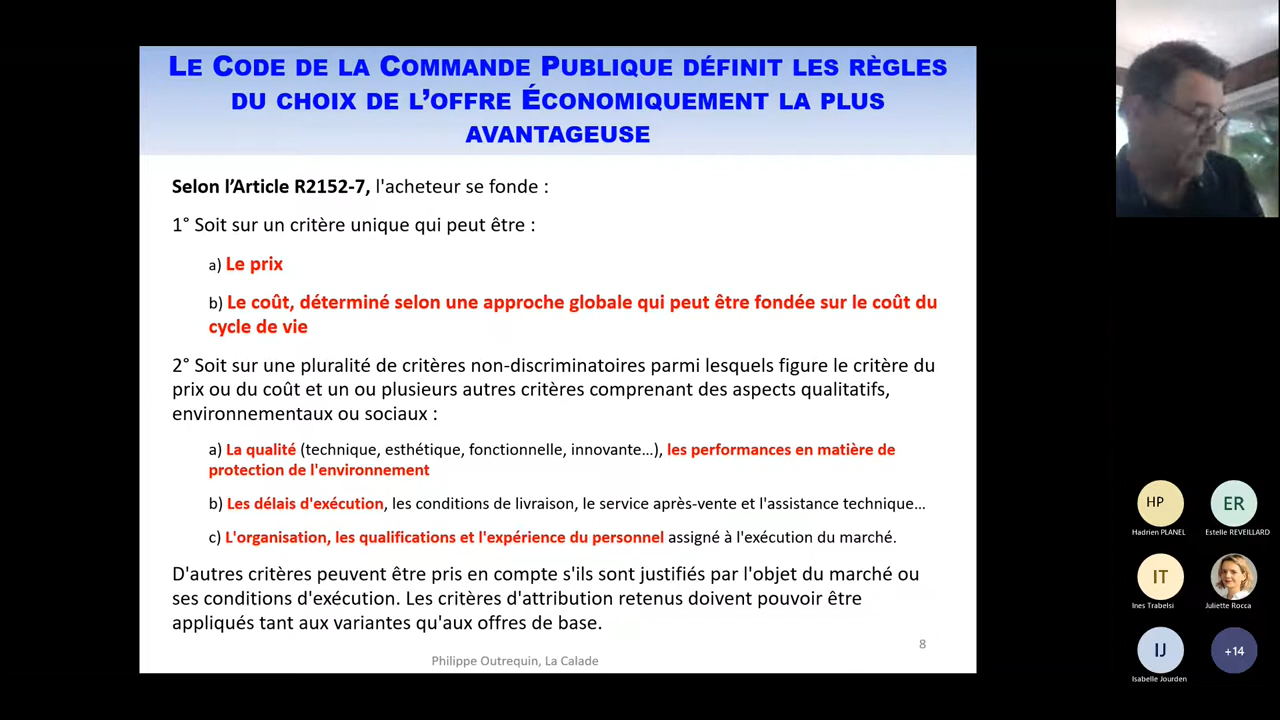 LE CODE DE LA COMMANDE PUBLIQUE DÉFINIT LES RÈGLES
DU CHOIX DE L'OFFRE ÉCONOMIQUEMENT LA PLUS
AVANTAGEUSE
Selon l'Article R2152-7, l'acheteur se fonde :
1° Soit sur un critère unique qui peut être :
a) Le prix
b) Le coût, déterminé selon une approche globale qui peut être fondée sur le coût du
cycle de vie
2° Soit sur une pluralité de critères non-discriminatoires parmi lesquels figure le critère du
prix ou du coût et un ou plusieurs autres critères comprenant des aspects qualitatifs,
environnementaux ou sociaux :
a) La qualité (technique, esthétique, fonctionnelle, innovante...), les performances en matière de
protection de l'environnement
b) Les délais d'exécution, les conditions de livraison, le service après-vente et l'assistance technique...
c) L'organisation, les qualifications et l'expérience du personnel assigné à l'exécution du marché.
D'autres critères peuvent être pris en compte s'ils sont justifiés par l'objet du marché ou
ses conditions d'exécution. Les critères d'attribution retenus doivent pouvoir être
appliqués tant aux variantes qu'aux offres de base.
8
Philippe Outrequin, La Calade
HP
ER
Hadrien PLANEL
Estelle REVEILLARD
IT
Ines Trabelsi
Juliette Rocca
IJ
+14
Isabelle Jourden